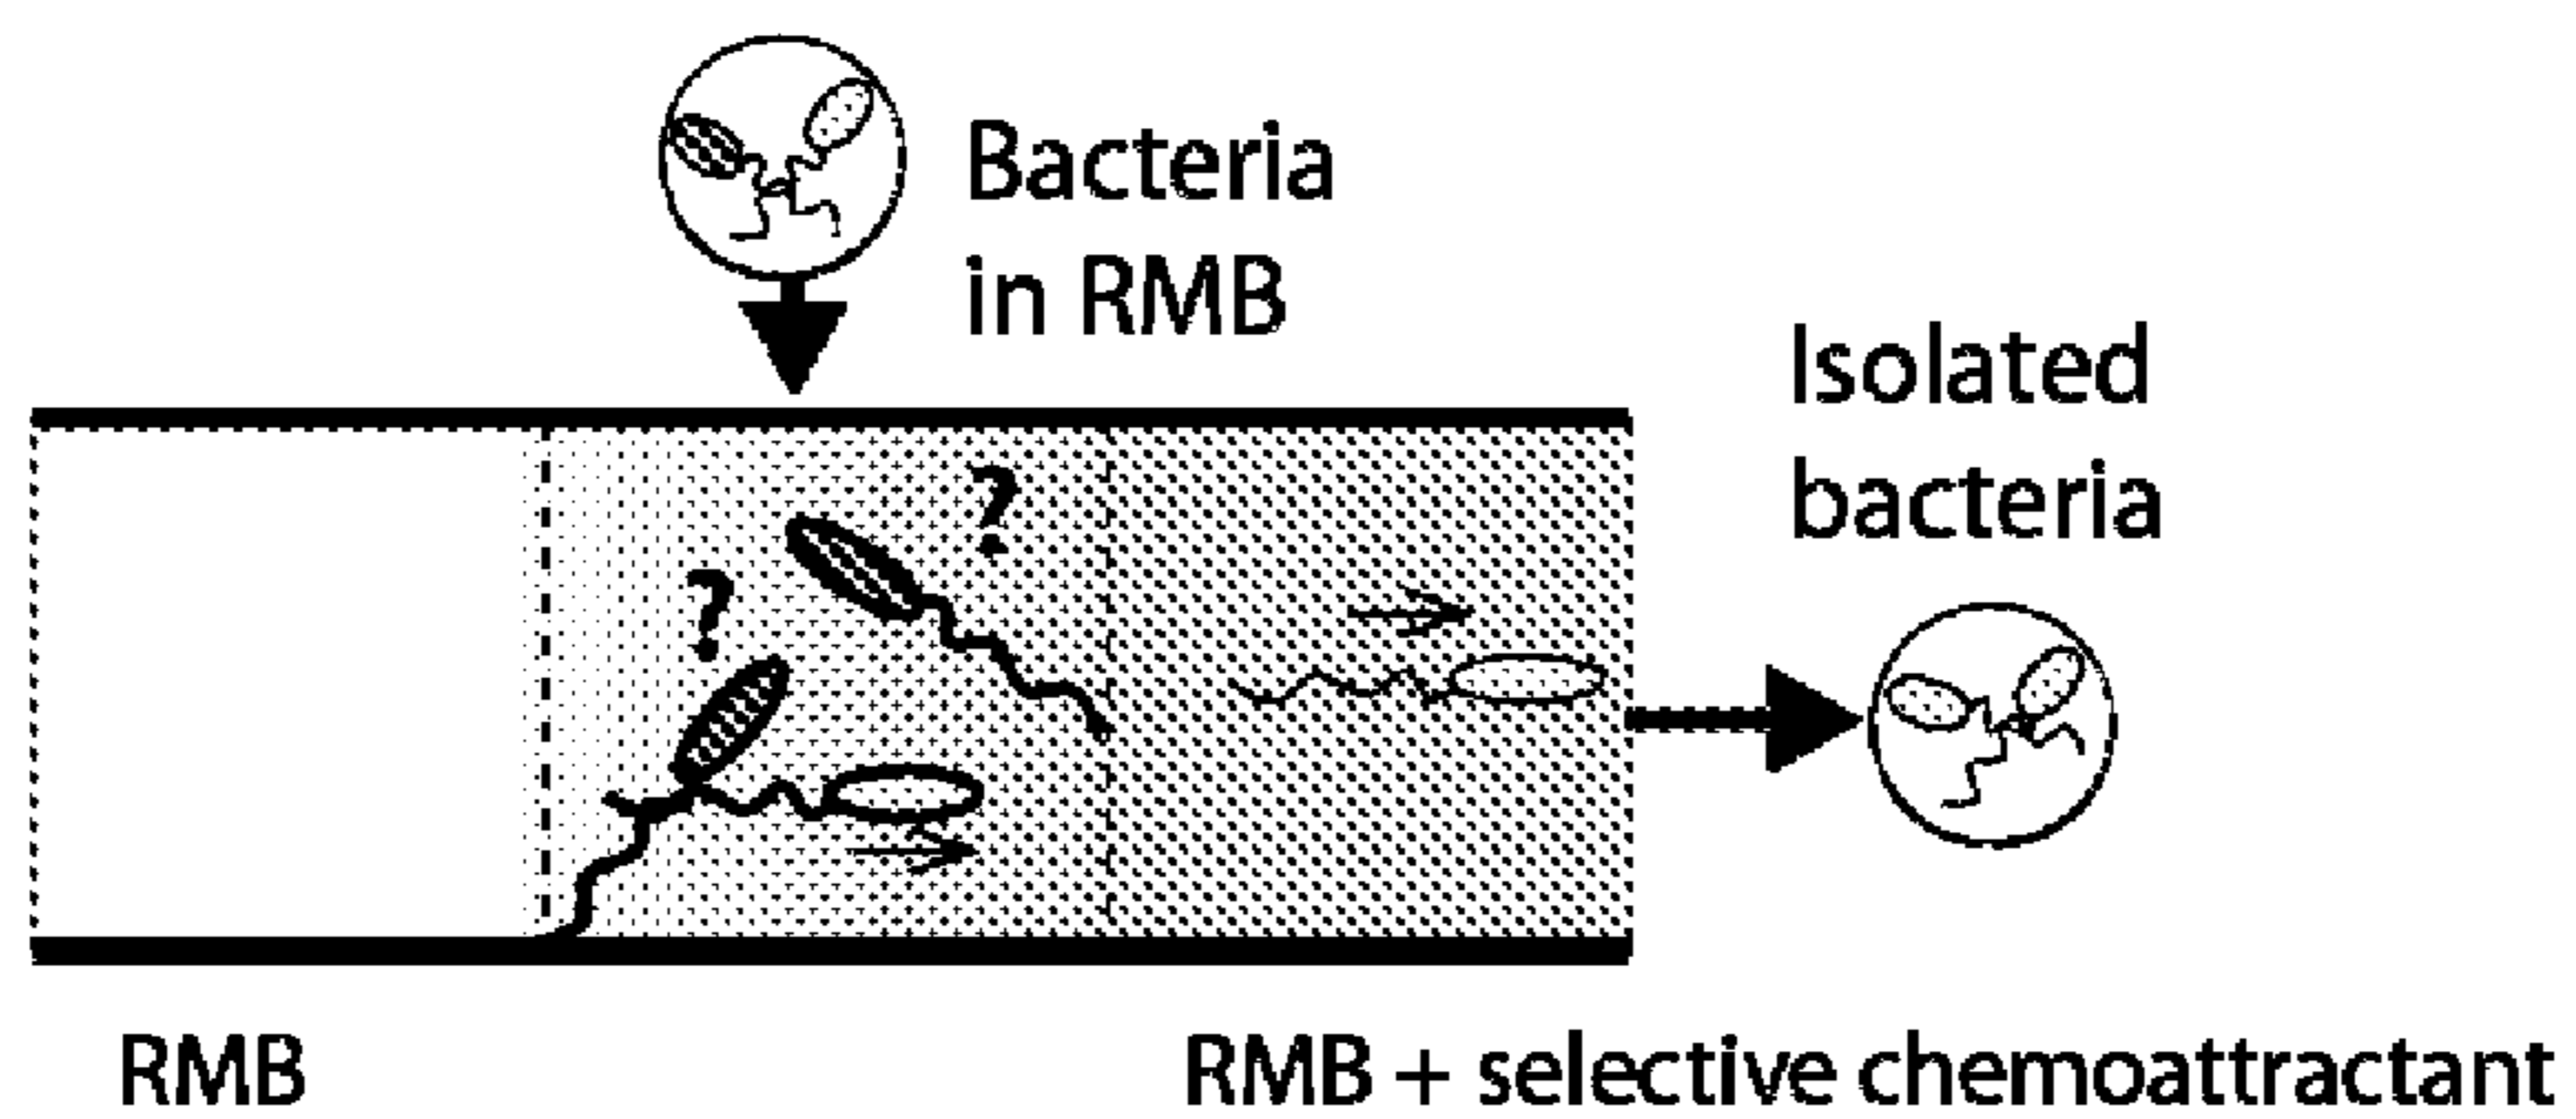 Bacteria
in RMB
Isolated
bacteria
?
?
RMB
RMB + selective chemoattractant